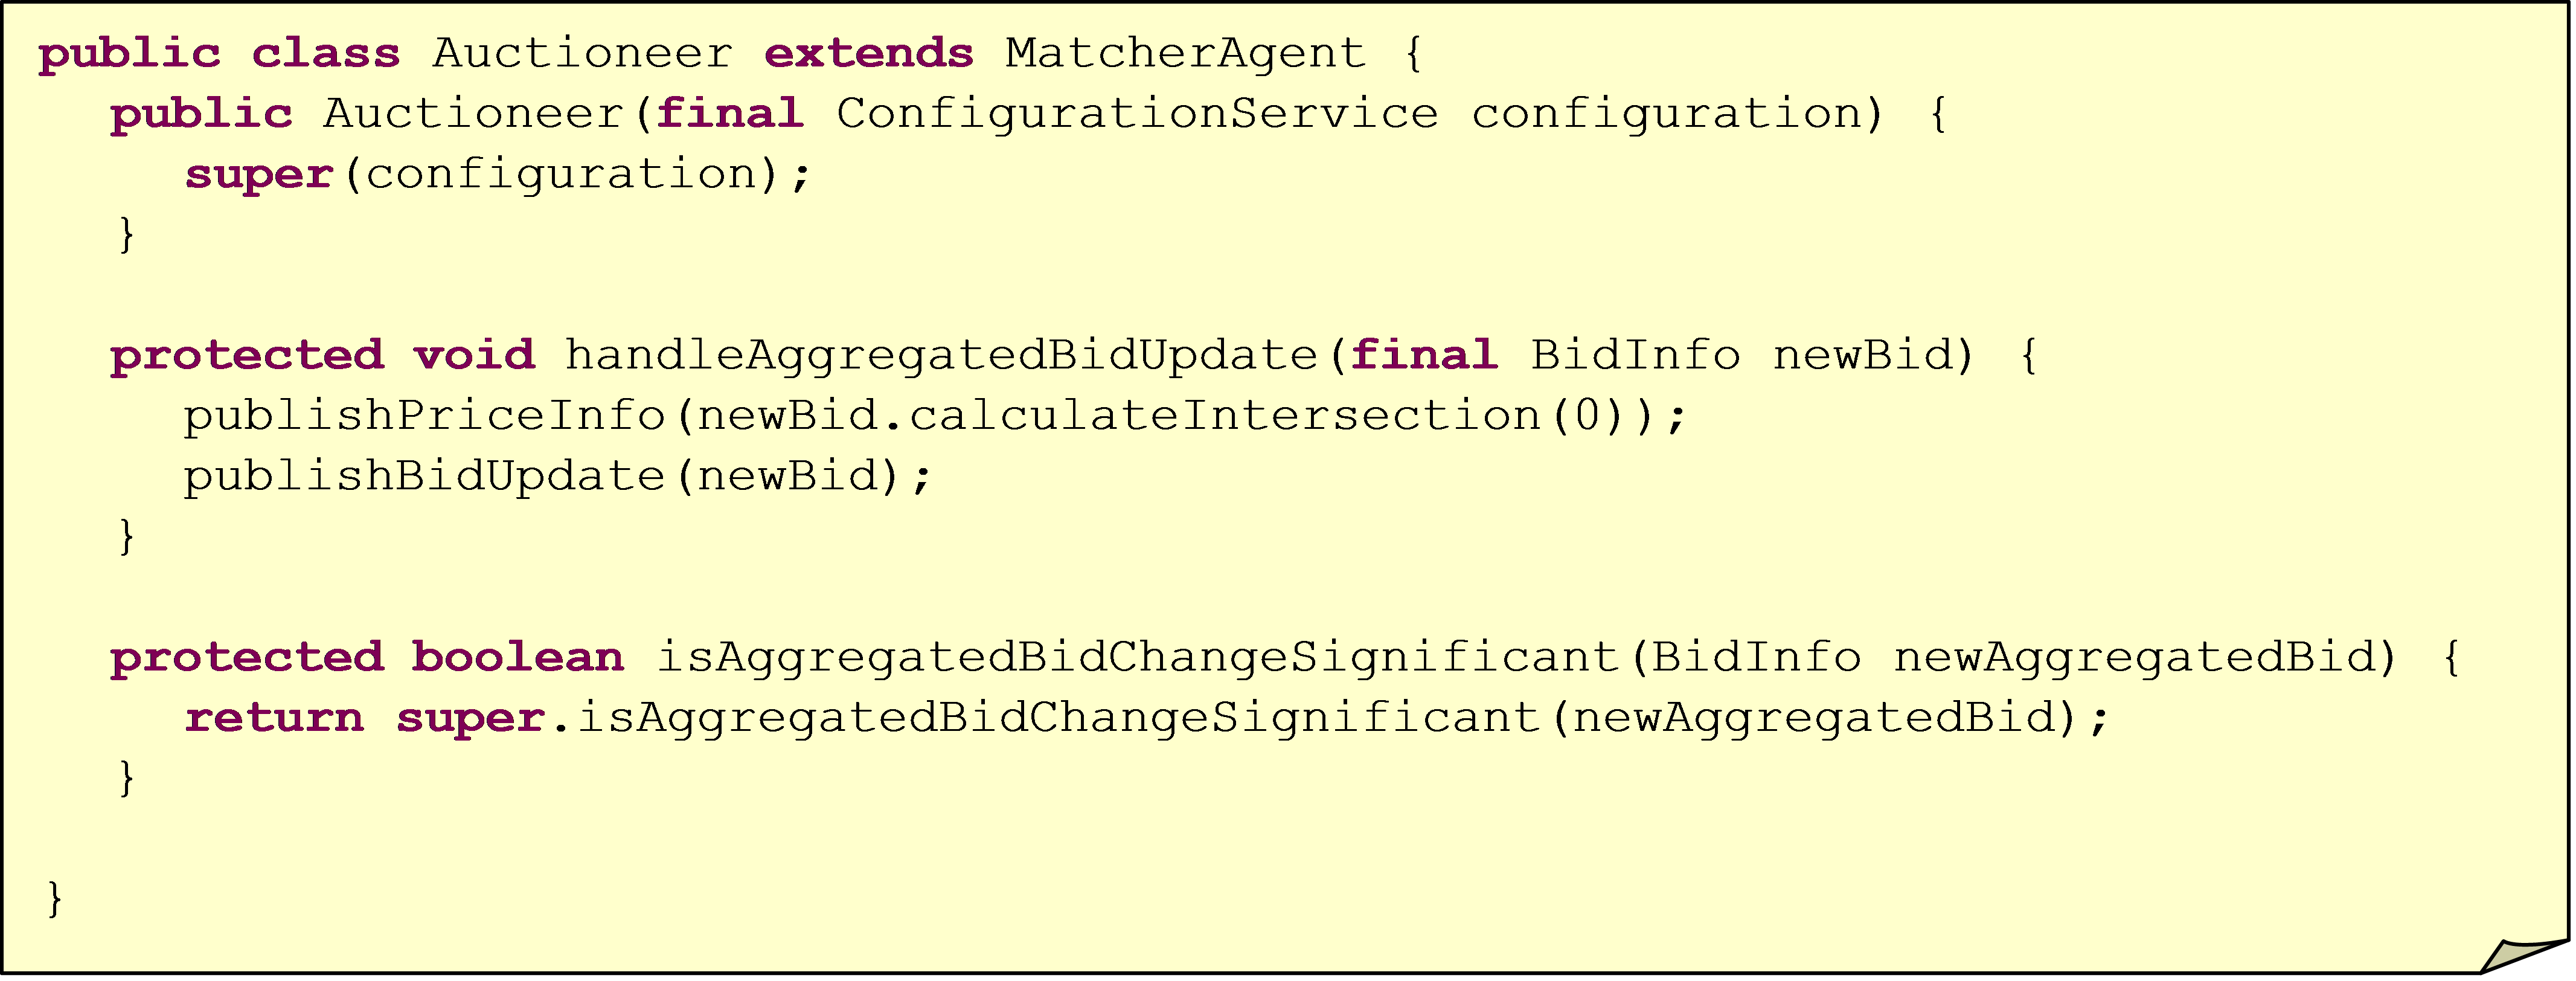 public class Auctioneer extends MatcherAgent {
   public Auctioneer(final ConfigurationService configuration) {
      super(configuration);
   }

   protected void handleAggregatedBidUpdate(final BidInfo newBid) {
      publishPriceInfo(newBid.calculateIntersection(0));
      publishBidUpdate(newBid);
   }

   protected boolean isAggregatedBidChangeSignificant(BidInfo newAggregatedBid) {
      return super.isAggregatedBidChangeSignificant(newAggregatedBid);
   }

}